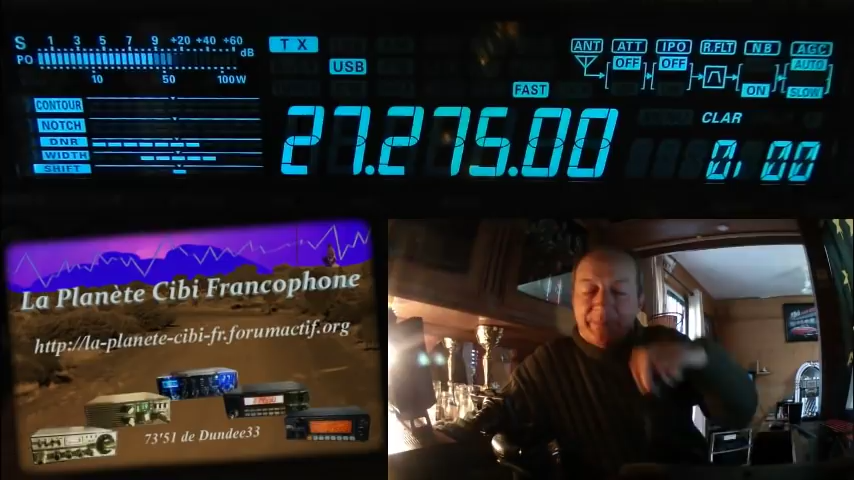 S 1 3 5 7 9 +20 +40 +60 dB
PO 10 50 100W
TX
USB
FAST
ANT ATT IPO R.FLT NB AGC
OFF OFF AUTO
ON SLOW
CONTOUR
NOTCH
DNR
WIDTH
SHIFT
27.275.00
CLAR
0.00
La Planète Cibi Francophone
http://la-planete-cibi-fr.forumactif.org
73'51 de Dundee33